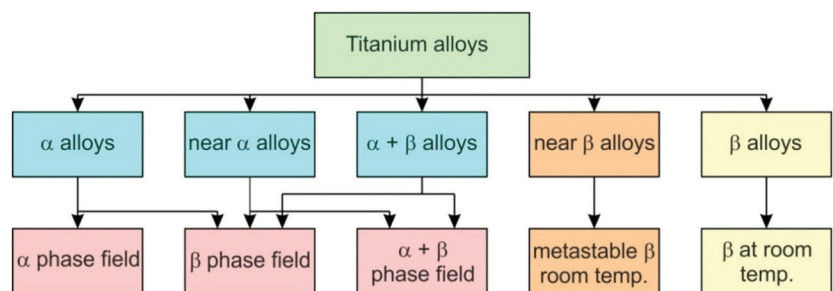 Titanium alloys
α alloys
near α alloys
α + β alloys
near β alloys
β alloys
α phase field
β phase field
α + β
phase field
metastable β
room temp.
β at room
temp.